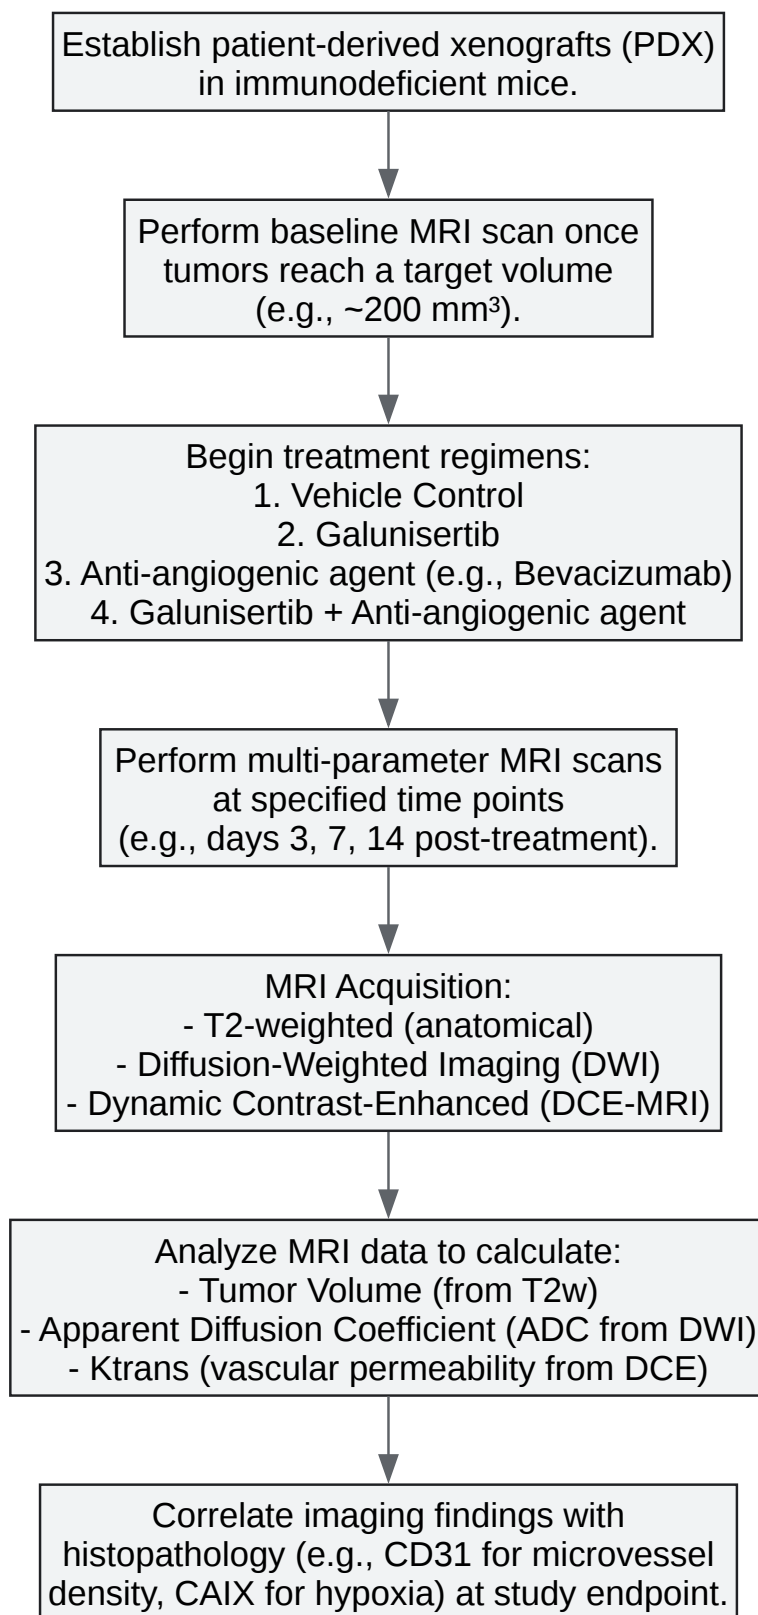 Establish patient-derived xenografts (PDX)
in immunodeficient mice.
Perform baseline MRI scan once
tumors reach a target volume
(e.g., ~200 mm³).
Begin treatment regimens:
1. Vehicle Control
2. Galunisertib
3. Anti-angiogenic agent (e.g., Bevacizumab)
4. Galunisertib + Anti-angiogenic agent
Perform multi-parameter MRI scans
at specified time points
(e.g., days 3, 7, 14 post-treatment).
MRI Acquisition:
- T2-weighted (anatomical)
- Diffusion-Weighted Imaging (DWI)
- Dynamic Contrast-Enhanced (DCE-MRI)
Analyze MRI data to calculate:
- Tumor Volume (from T2w)
- Apparent Diffusion Coefficient (ADC from DWI)
- Ktrans (vascular permeability from DCE)
Correlate imaging findings with
histopathology (e.g., CD31 for microvessel
density, CAIX for hypoxia) at study endpoint.